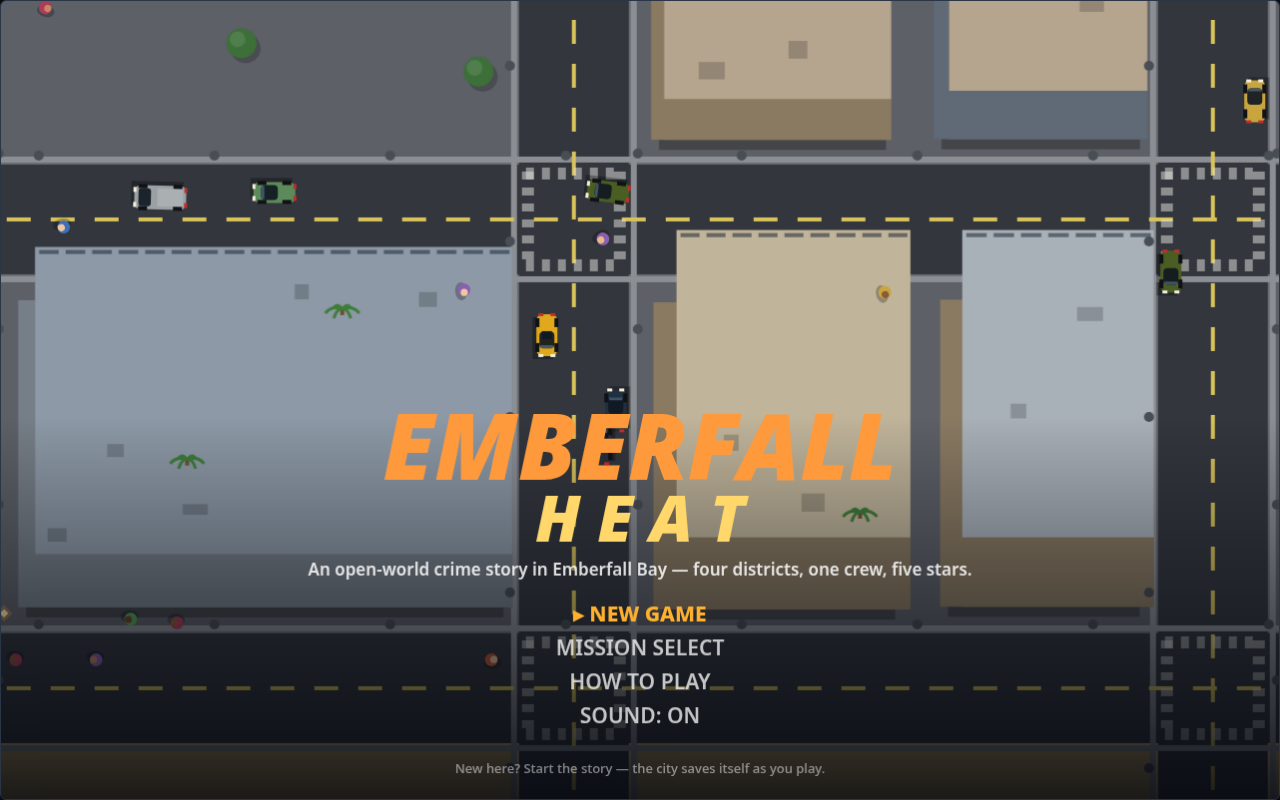 EMBERFALL
HEAT
An open-world crime story in Emberfall Bay — four districts, one crew, five stars.
▸ NEW GAME
MISSION SELECT
HOW TO PLAY
SOUND: ON
New here? Start the story — the city saves itself as you play.